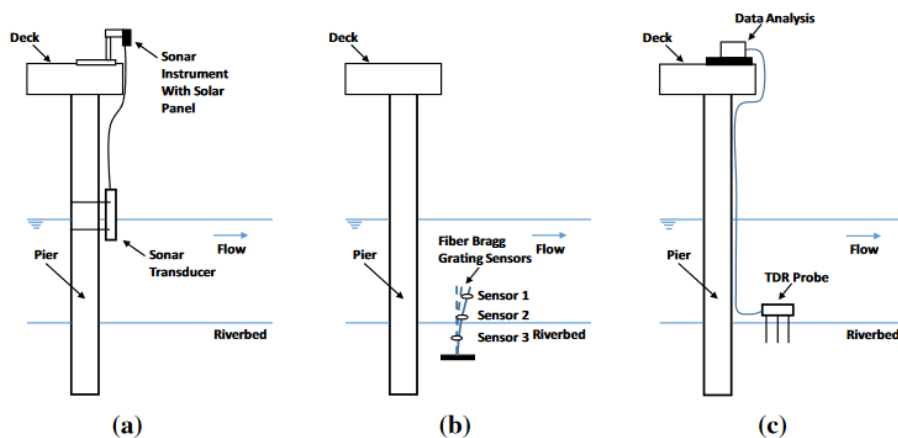 Deck
Sonar
Instrument
With Solar
Panel
Flow
Pier
Sonar
Transducer
Riverbed
(a)
Deck
Flow
Fiber Bragg
Grating Sensors
Pier
Sensor 1
Sensor 2
Riverbed
Sensor 3
(b)
Data Analysis
Deck
Flow
Pier
TDR Probe
Riverbed
(c)